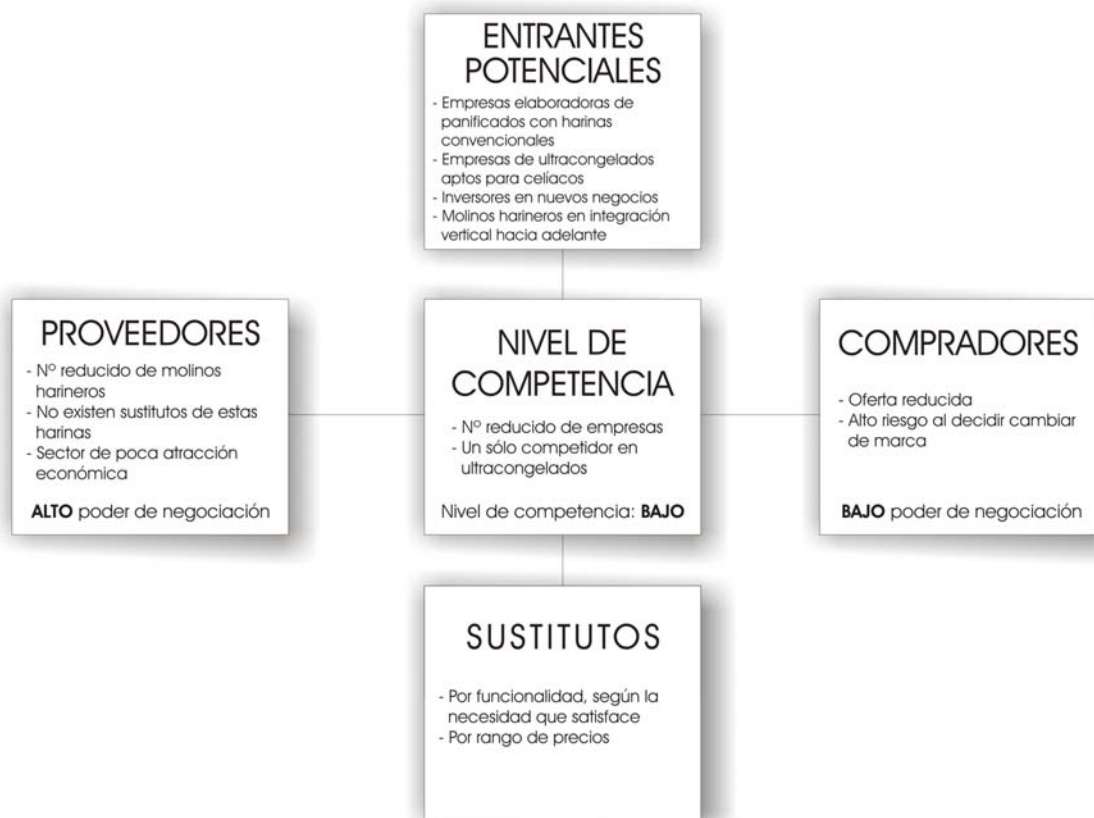 ENTRANTES
POTENCIALES
- Empresas elaboradoras de
panificados con harinas
convencionales
- Empresas de ultracongelados
aptos para celíacos
- Inversores en nuevos negocios
- Molinos harineros en integración
vertical hacia adelante
PROVEEDORES
- Nº reducido de molinos
harineros
- No existen sustitutos de estas
harinas
- Sector de poca atracción
económica
ALTO poder de negociación
NIVEL DE
COMPETENCIA
- Nº reducido de empresas
- Un sólo competidor en
ultracongelados
Nivel de competencia: BAJO
COMPRADORES
- Oferta reducida
- Alto riesgo al decidir cambiar
de marca
BAJO poder de negociación
SUSTITUTOS
- Por funcionalidad, según la
necesidad que satisface
- Por rango de precios